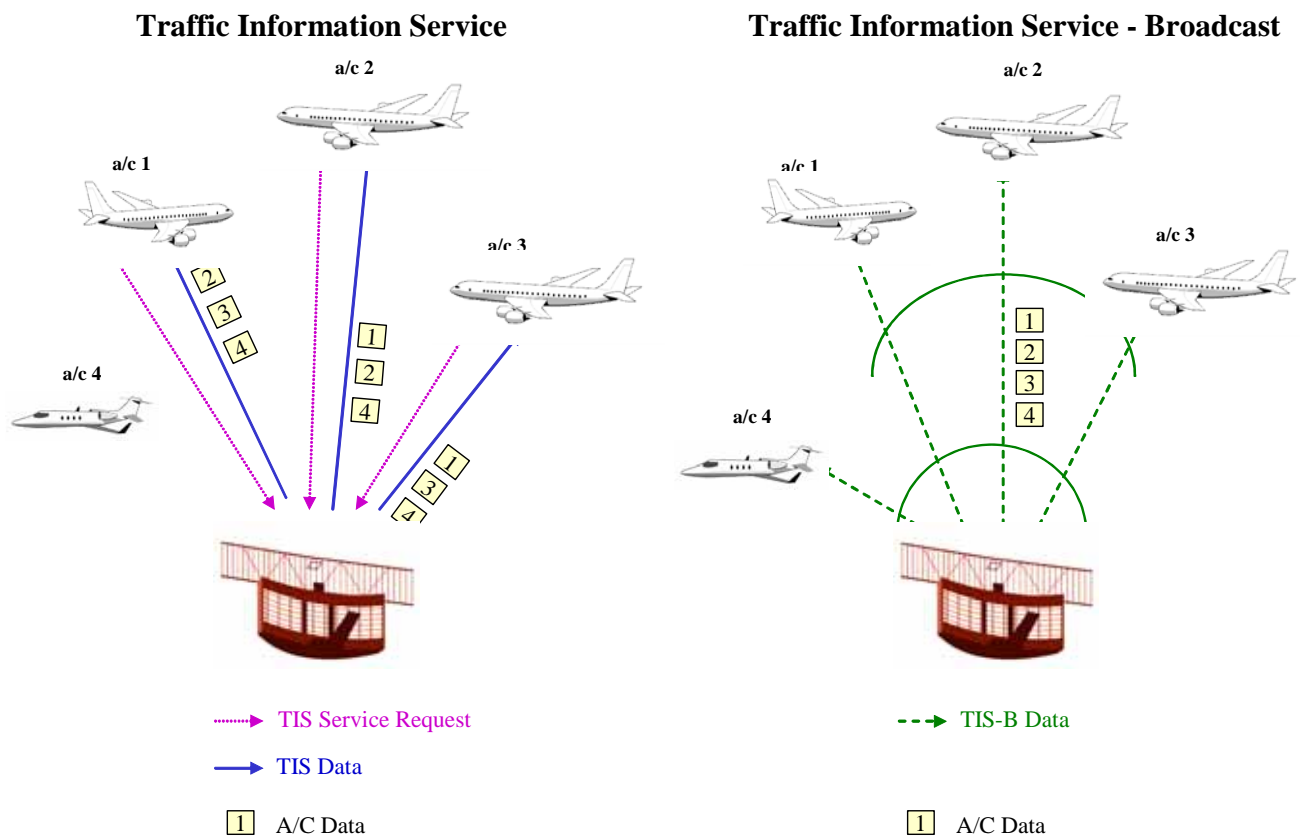 Traffic Information Service
a/c 2
a/c 1
a/c 3
2
3
4
1
2
4
a/c 4
1
3
4
TIS Service Request
TIS Data
1 A/C Data
Traffic Information Service - Broadcast
a/c 2
a/c 1
a/c 3
1
2
3
4
a/c 4
TIS-B Data
1 A/C Data